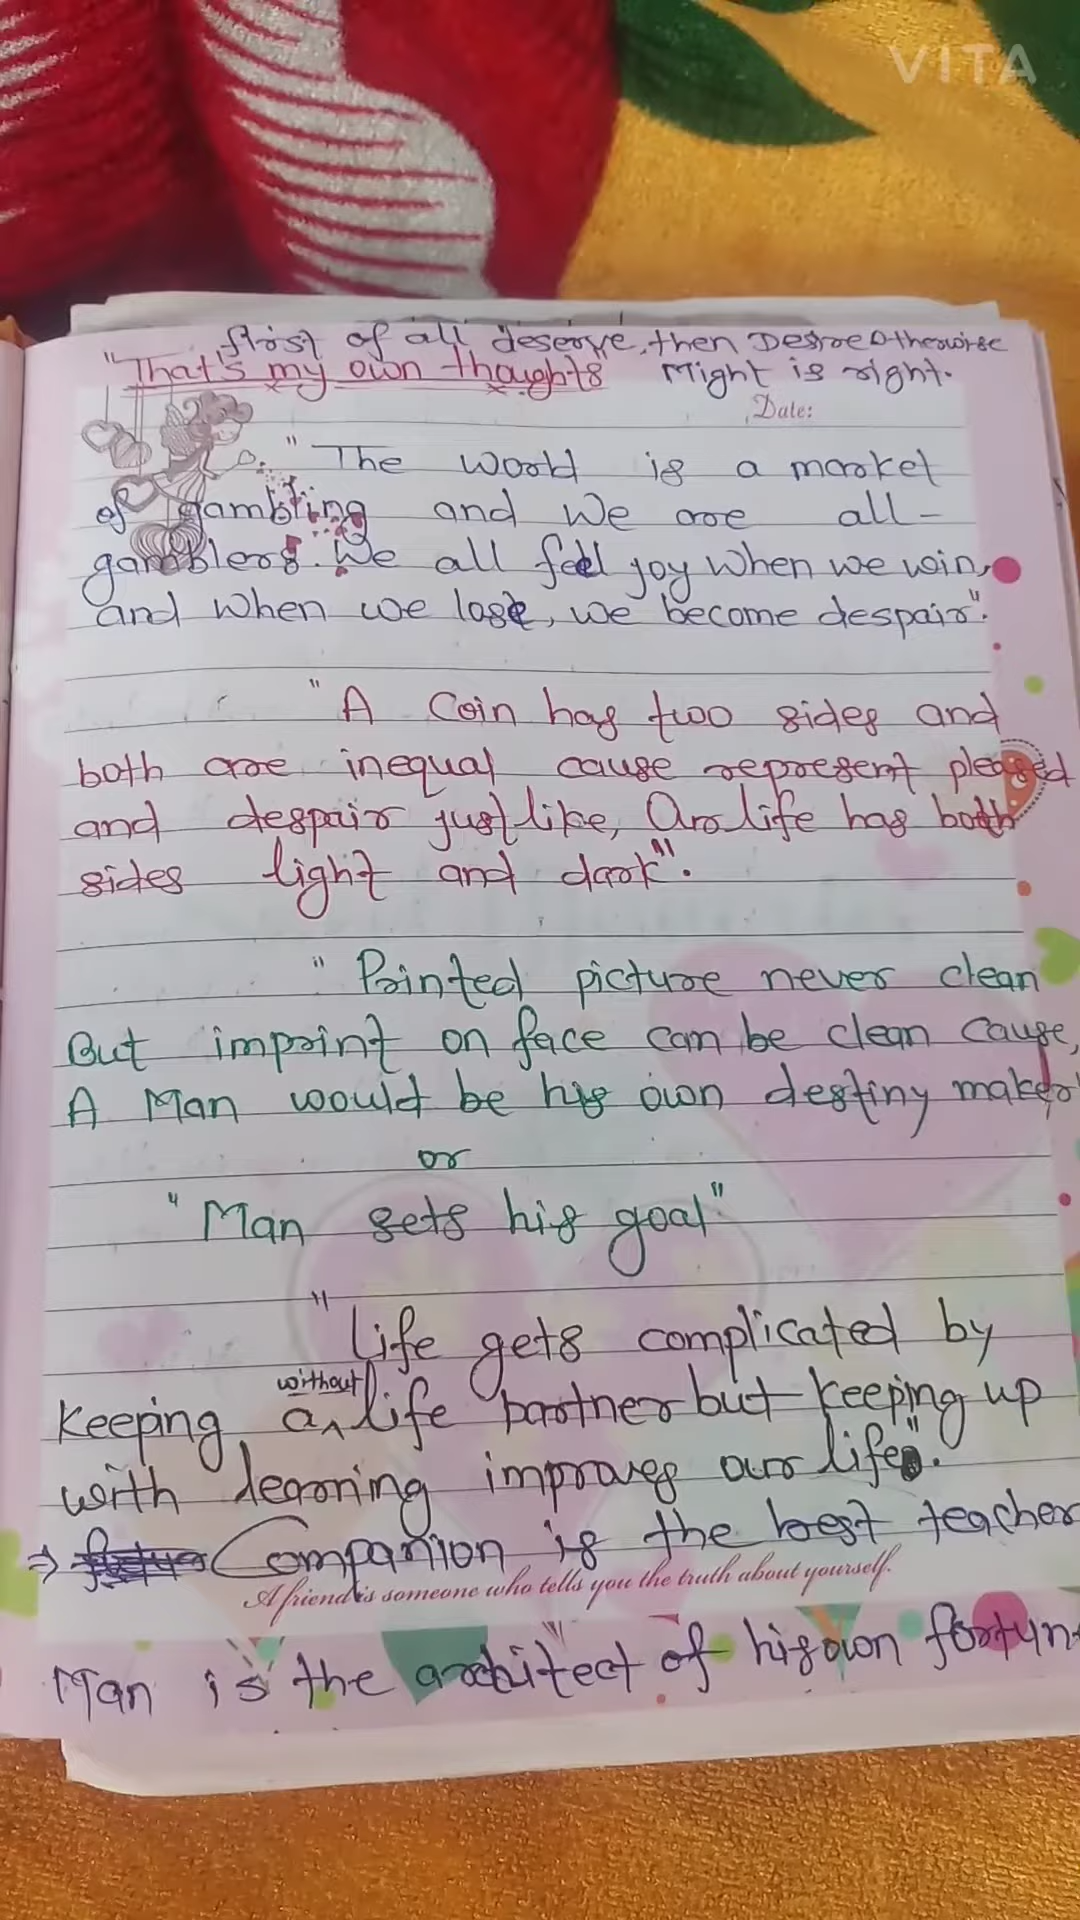 VITA
first of all deserve, then Desire Otherwise
"That's my own thoughts" Might is right.
Date:
"The world is a market
of gambling and we are all-
gamblers. We all feel joy when we win,
and when we lose, we become despair".
"A Coin has two sides and
both are inequal cause represent pleased
and despair just like, Our life has both
sides light and dark".
"Printed picture never clean
But imprint on face can be clean cause,
A Man would be his own destiny maker"
or
"Man sets his goal"
"Life gets complicated by
keeping a without life partner but keeping up
with learning improves our life".
⇒ Companion is the best teacher
A friend is someone who tells you the truth about yourself.
Man is the architect of his own fortun